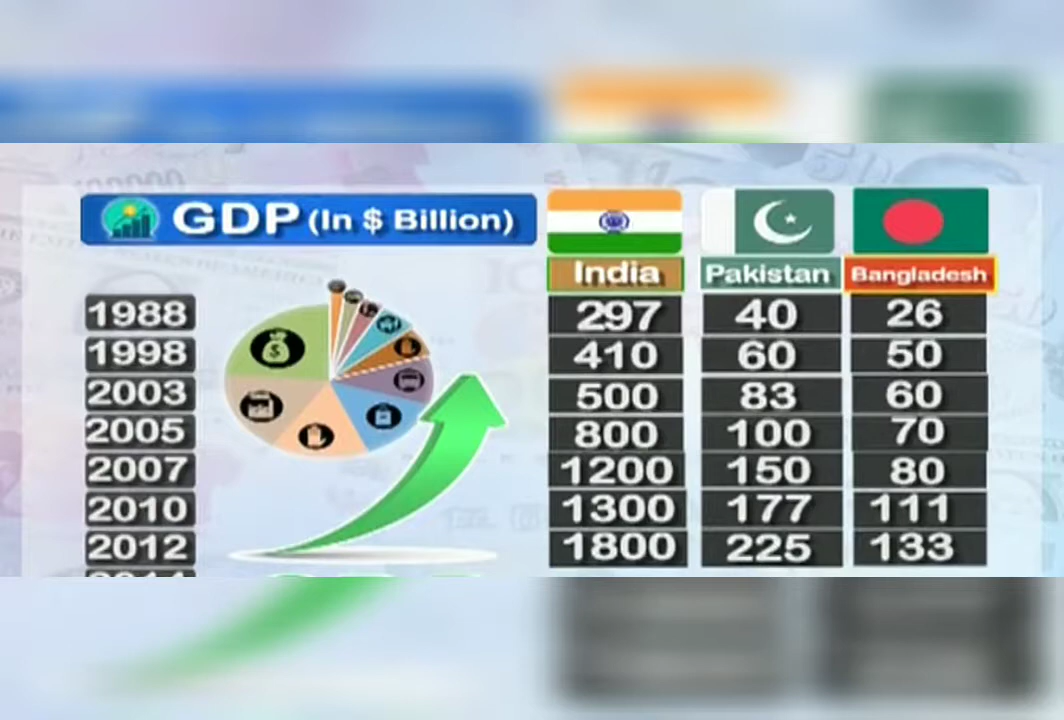 GDP (In $ Billion)
India Pakistan Bangladesh
1988 297 40 26
1998 410 60 50
2003 500 83 60
2005 800 100 70
2007 1200 150 80
2010 1300 177 111
2012 1800 225 133